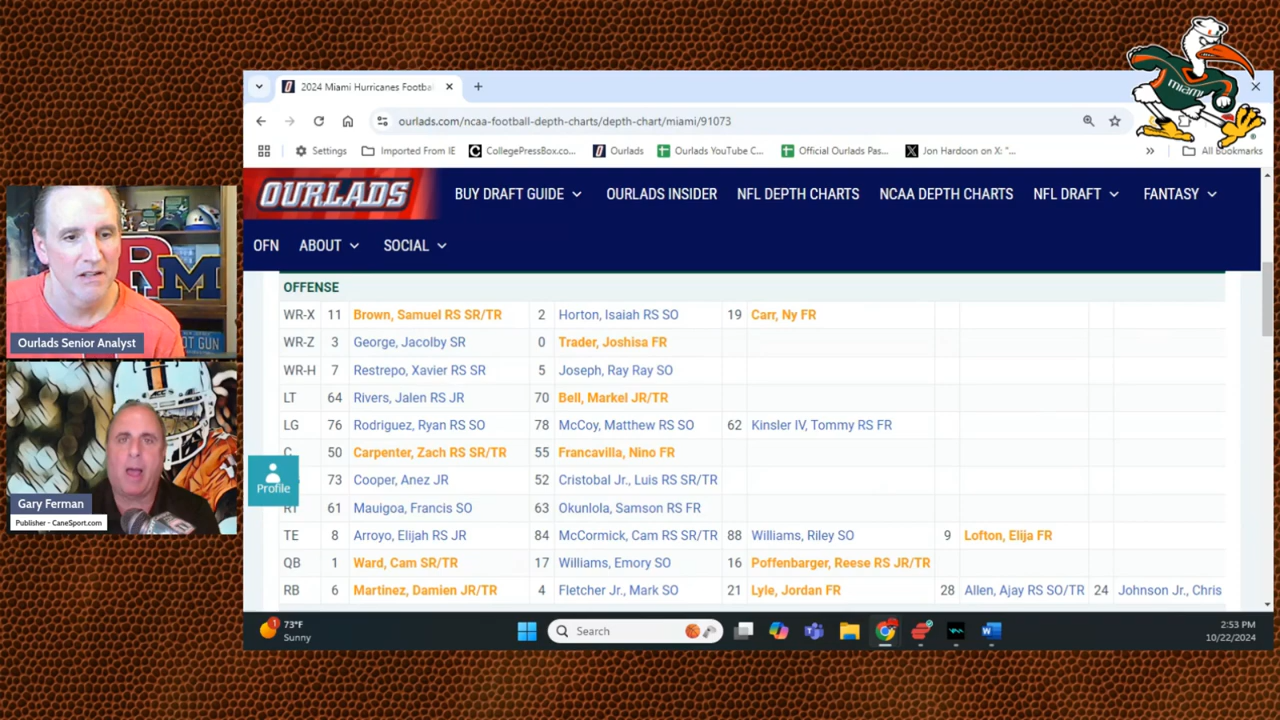 2024 Miami Hurricanes Footba
ourlads.com/ncaa-football-depth-charts/depth-chart/miami/91073
Settings Imported From IE CollegePressBox.co... Ourlads Ourlads YouTube C... Official Ourlads Pas... Jon Hardoon on X: "... » All Bookmarks
OURLADS BUY DRAFT GUIDE OURLADS INSIDER NFL DEPTH CHARTS NCAA DEPTH CHARTS NFL DRAFT FANTASY
OFN ABOUT SOCIAL
OFFENSE
WR-X 11 Brown, Samuel RS SR/TR 2 Horton, Isaiah RS SO 19 Carr, Ny FR
WR-Z 3 George, Jacolby SR 0 Trader, Joshisa FR
WR-H 7 Restrepo, Xavier RS SR 5 Joseph, Ray Ray SO
LT 64 Rivers, Jalen RS JR 70 Bell, Markel JR/TR
LG 76 Rodriguez, Ryan RS SO 78 McCoy, Matthew RS SO 62 Kinsler IV, Tommy RS FR
C 50 Carpenter, Zach RS SR/TR 55 Francavilla, Nino FR
73 Cooper, Anez JR 52 Cristobal Jr., Luis RS SR/TR
RT 61 Mauigoa, Francis SO 63 Okunlola, Samson RS FR
TE 8 Arroyo, Elijah RS JR 84 McCormick, Cam RS SR/TR 88 Williams, Riley SO 9 Lofton, Elija FR
QB 1 Ward, Cam SR/TR 17 Williams, Emory SO 16 Poffenbarger, Reese RS JR/TR
RB 6 Martinez, Damien JR/TR 4 Fletcher Jr., Mark SO 21 Lyle, Jordan FR 28 Allen, Ajay RS SO/TR 24 Johnson Jr., Chris
Profile
R M
OT GUN
Ourlads Senior Analyst
Gary Ferman
Publisher - CaneSport.com
miami
1
73°F
Sunny
Search
2:53 PM
10/22/2024